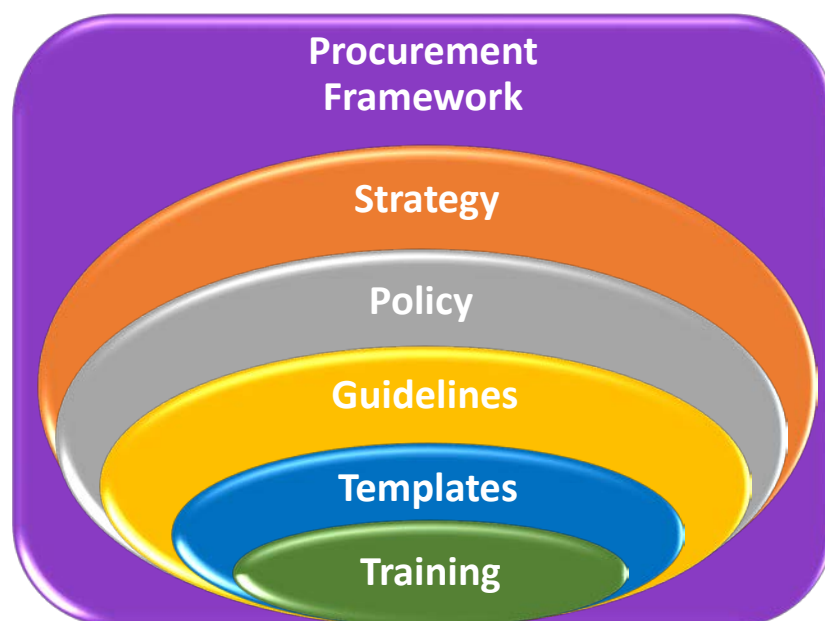 Procurement
Framework
Strategy
Policy
Guidelines
Templates
Training